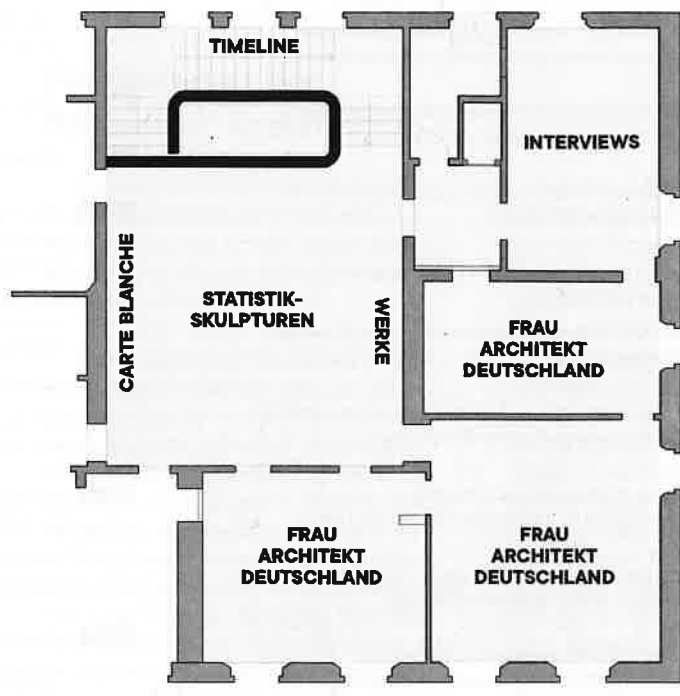 TIMELINE
INTERVIEWS
CARTE BLANCHE
STATISTIK-
SKULPTUREN
WERKE
FRAU
ARCHITEKT
DEUTSCHLAND
FRAU
ARCHITEKT
DEUTSCHLAND
FRAU
ARCHITEKT
DEUTSCHLAND